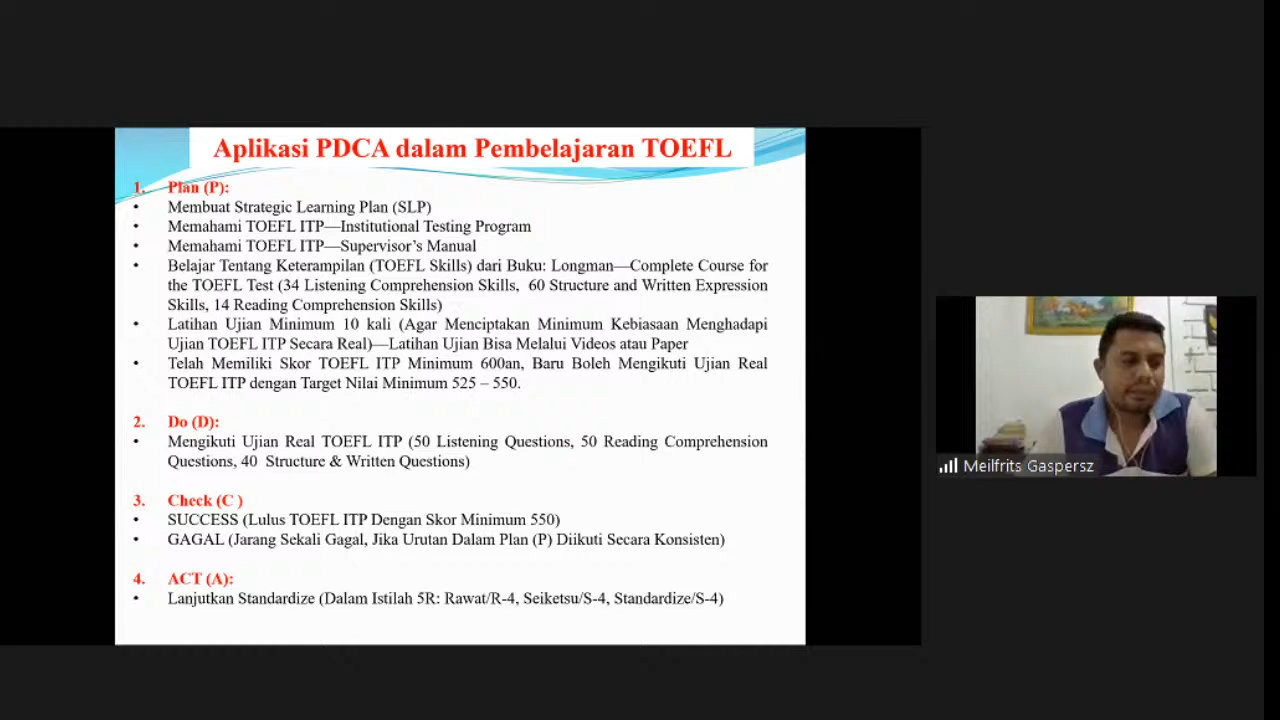 Aplikasi PDCA dalam Pembelajaran TOEFL
1. Plan (P):
• Membuat Strategic Learning Plan (SLP)
• Memahami TOEFL ITP—Institutional Testing Program
• Memahami TOEFL ITP—Supervisor's Manual
• Belajar Tentang Keterampilan (TOEFL Skills) dari Buku: Longman—Complete Course for
the TOEFL Test (34 Listening Comprehension Skills, 60 Structure and Written Expression
Skills, 14 Reading Comprehension Skills)
• Latihan Ujian Minimum 10 kali (Agar Menciptakan Minimum Kebiasaan Menghadapi
Ujian TOEFL ITP Secara Real)—Latihan Ujian Bisa Melalui Videos atau Paper
• Telah Memiliki Skor TOEFL ITP Minimum 600an, Baru Boleh Mengikuti Ujian Real
TOEFL ITP dengan Target Nilai Minimum 525 – 550.
2. Do (D):
• Mengikuti Ujian Real TOEFL ITP (50 Listening Questions, 50 Reading Comprehension
Questions, 40 Structure & Written Questions)
3. Check (C )
• SUCCESS (Lulus TOEFL ITP Dengan Skor Minimum 550)
• GAGAL (Jarang Sekali Gagal, Jika Urutan Dalam Plan (P) Diikuti Secara Konsisten)
4. ACT (A):
• Lanjutkan Standardize (Dalam Istilah 5R: Rawat/R-4, Seiketsu/S-4, Standardize/S-4)
Meilfrits Gaspersz